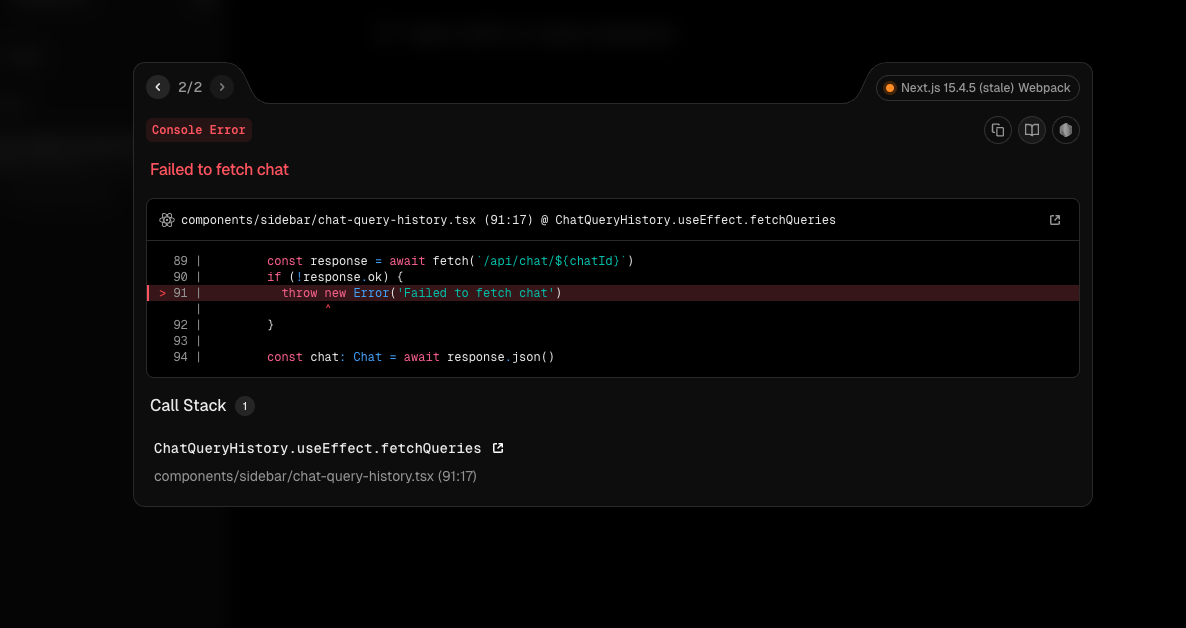 2/2
Next.js 15.4.5 (stale) Webpack
Console Error
Failed to fetch chat
components/sidebar/chat-query-history.tsx (91:17) @ ChatQueryHistory.useEffect.fetchQueries
89 | const response = await fetch(`/api/chat/${chatId}`)
90 | if (!response.ok) {
> 91 | throw new Error('Failed to fetch chat')
| ^
92 | }
93 |
94 | const chat: Chat = await response.json()
Call Stack 1
ChatQueryHistory.useEffect.fetchQueries
components/sidebar/chat-query-history.tsx (91:17)